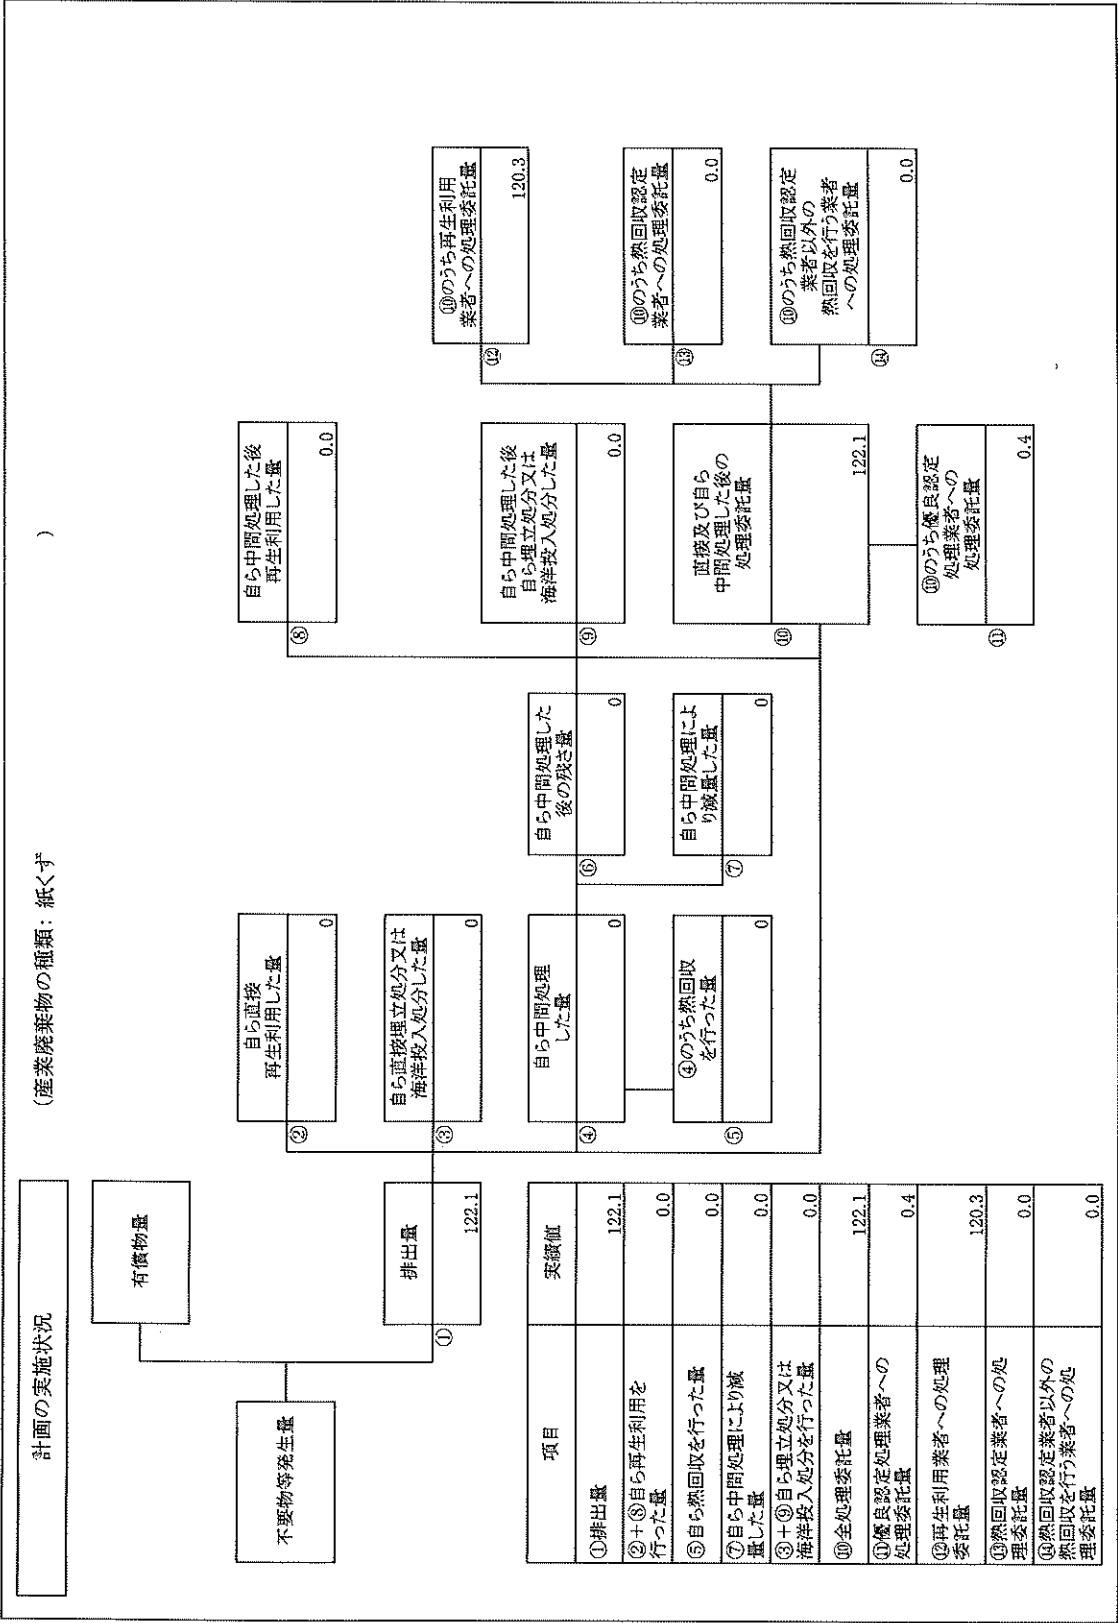 計画の実施状況
(産業廃棄物の種類: 紙くず
)
不要物等発生量
有償物量
①
排出量
122.1
②
自ら直接
再生利用した量
0
③
自ら直接埋立処分又は
海洋投入処分した量
0
④
自ら中間処理
した量
0
⑤
④のうち熱回収
を行った量
0
⑥
自ら中間処理した
後の残さ量
0
⑦
自ら中間処理によ
り減量した量
0
⑧
自ら中間処理した後
再生利用した量
0.0
⑨
自ら中間処理した後
自ら埋立処分又は
海洋投入処分した量
0.0
⑩
直接及び自ら
中間処理した後の
処理委託量
122.1
⑪
⑩のうち優良認定
処理業者への
処理委託量
0.4
⑫
⑩のうち再生利用
業者への処理委託量
120.3
⑬
⑩のうち熱回収認定
業者への処理委託量
0.0
⑭
⑩のうち熱回収認定
業者以外の
熱回収を行う業者
への処理委託量
0.0
項目
実績値
①排出量
122.1
②+⑧自ら再生利用を
行った量
0.0
⑤自ら熱回収を行った量
0.0
⑦自ら中間処理により減
量した量
0.0
③+⑨自ら埋立処分又は
海洋投入処分を行った量
0.0
⑩全処理委託量
122.1
⑪優良認定処理業者への
処理委託量
0.4
⑫再生利用業者への処理
委託量
120.3
⑬熱回収認定業者への処
理委託量
0.0
⑭熱回収認定業者以外の
熱回収を行う業者への処
理委託量
0.0